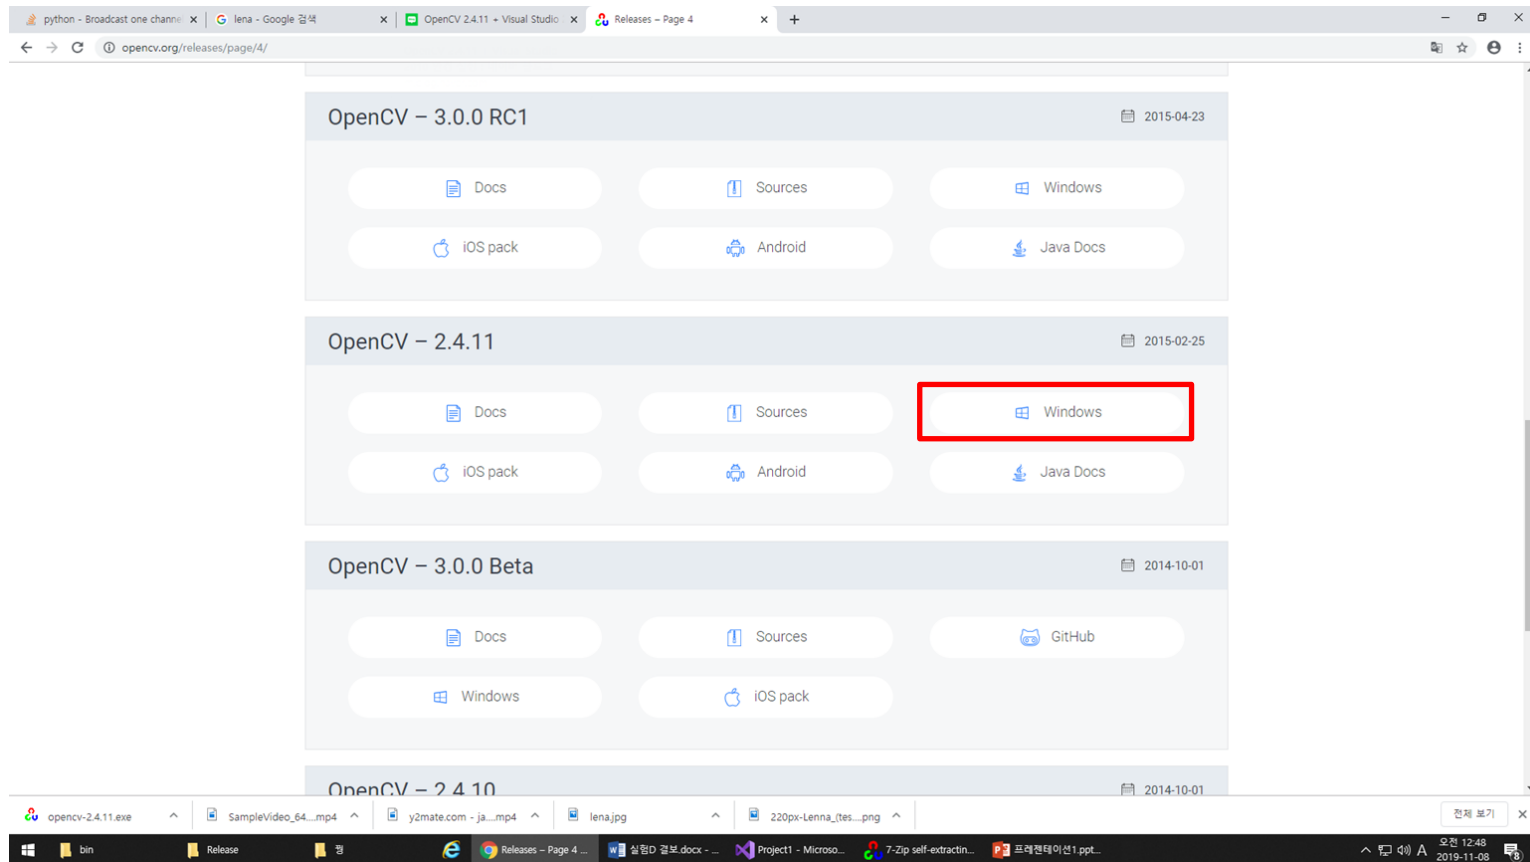 python - Broadcast one channe
lena - Google 검색
OpenCV 2.4.11 + Visual Studio
Releases – Page 4
opencv.org/releases/page/4/
OpenCV – 3.0.0 RC1
2015-04-23
Docs
Sources
Windows
iOS pack
Android
Java Docs
OpenCV – 2.4.11
2015-02-25
Docs
Sources
Windows
iOS pack
Android
Java Docs
OpenCV – 3.0.0 Beta
2014-10-01
Docs
Sources
GitHub
Windows
iOS pack
OpenCV – 2.4.10
2014-10-01
opencv-2.4.11.exe
SampleVideo_64....mp4
y2mate.com - ja....mp4
lena.jpg
220px-Lenna_(tes....png
전체 보기
bin
Release
Releases – Page 4 ...
실험D 결보.docx - ...
Project1 - Microso...
7-Zip self-extractin...
프레젠테이션1.ppt...
A
오전 12:48
2019-11-08
8